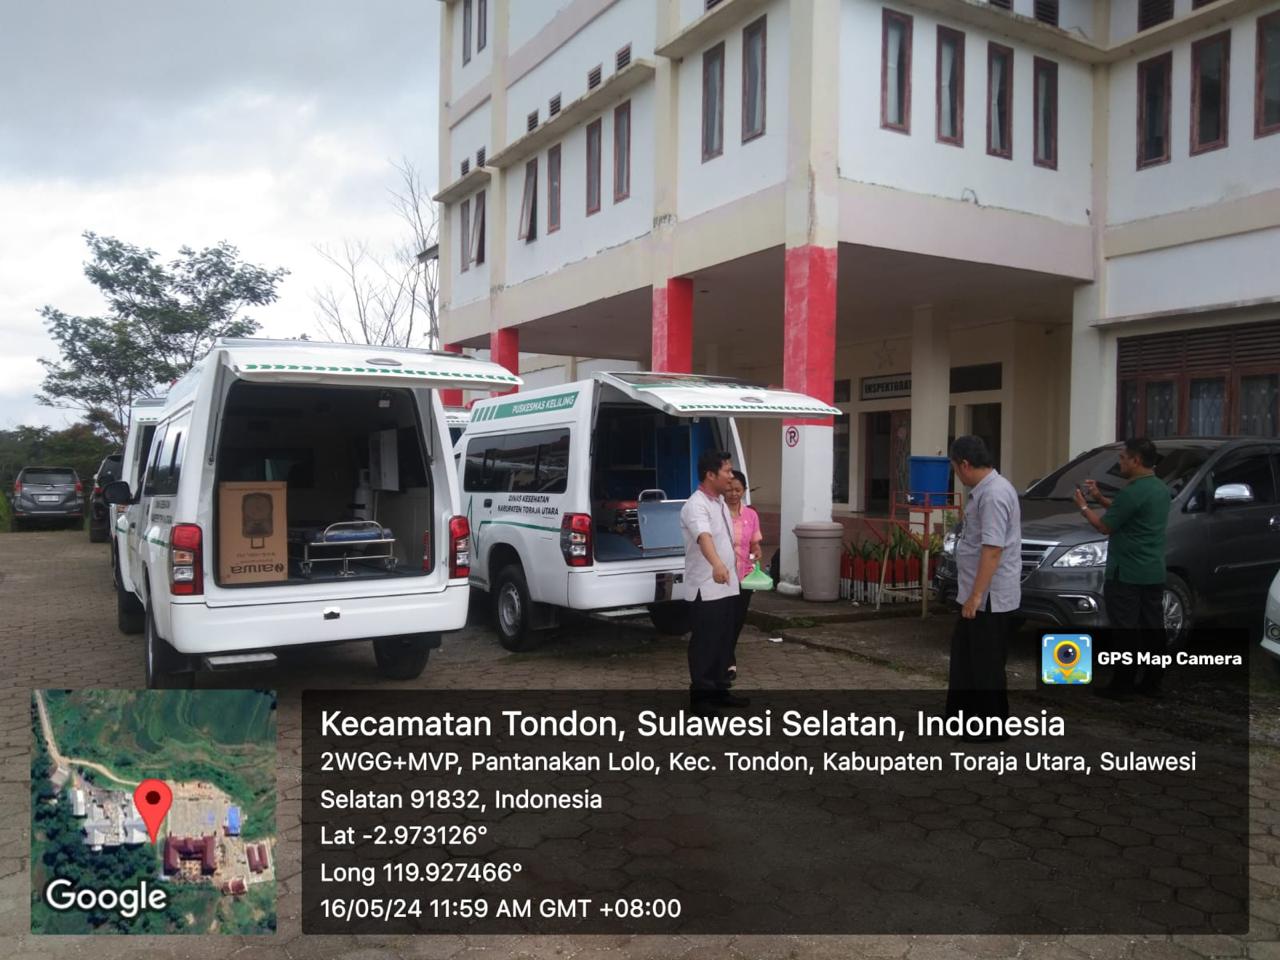 PUSKESMAS KELILING
DINAS KESEHATAN
KABUPATEN TORAJA UTARA
INSPEKTORAT
aiwa
P
GPS Map Camera
Kecamatan Tondon, Sulawesi Selatan, Indonesia
2WGG+MVP, Pantanakan Lolo, Kec. Tondon, Kabupaten Toraja Utara, Sulawesi
Selatan 91832, Indonesia
Lat -2.973126°
Long 119.927466°
16/05/24 11:59 AM GMT +08:00
Google